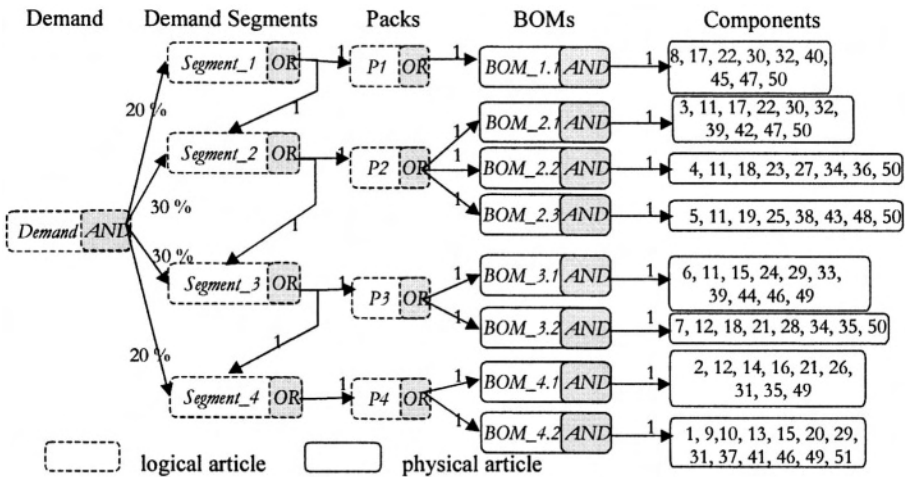 Demand Demand Segments Packs BOMs Components
Segment_1 OR 1 P1 OR 1 BOM_1.1 AND 1 8, 17, 22, 30, 32, 40,
45, 47, 50
20 % 1
Segment_2 OR 1 P2 OR 1 BOM_2.1 AND 1 3, 11, 17, 22, 30, 32,
39, 42, 47, 50
1 BOM_2.2 AND 1 4, 11, 18, 23, 27, 34, 36, 50
1 BOM_2.3 AND 1 5, 11, 19, 25, 38, 43, 48, 50
30 % 1
Demand AND
30 %
Segment_3 OR 1 P3 OR 1 BOM_3.1 AND 1 6, 11, 15, 24, 29, 33,
39, 44, 46, 49
1 BOM_3.2 AND 1 7, 12, 18, 21, 28, 34, 35, 50
20 % 1
Segment_4 OR 1 P4 OR 1 BOM_4.1 AND 1 2, 12, 14, 16, 21, 26,
31, 35, 49
1 BOM_4.2 AND 1 1, 9,10, 13, 15, 20, 29,
31, 37, 41, 46, 49, 51
logical article physical article